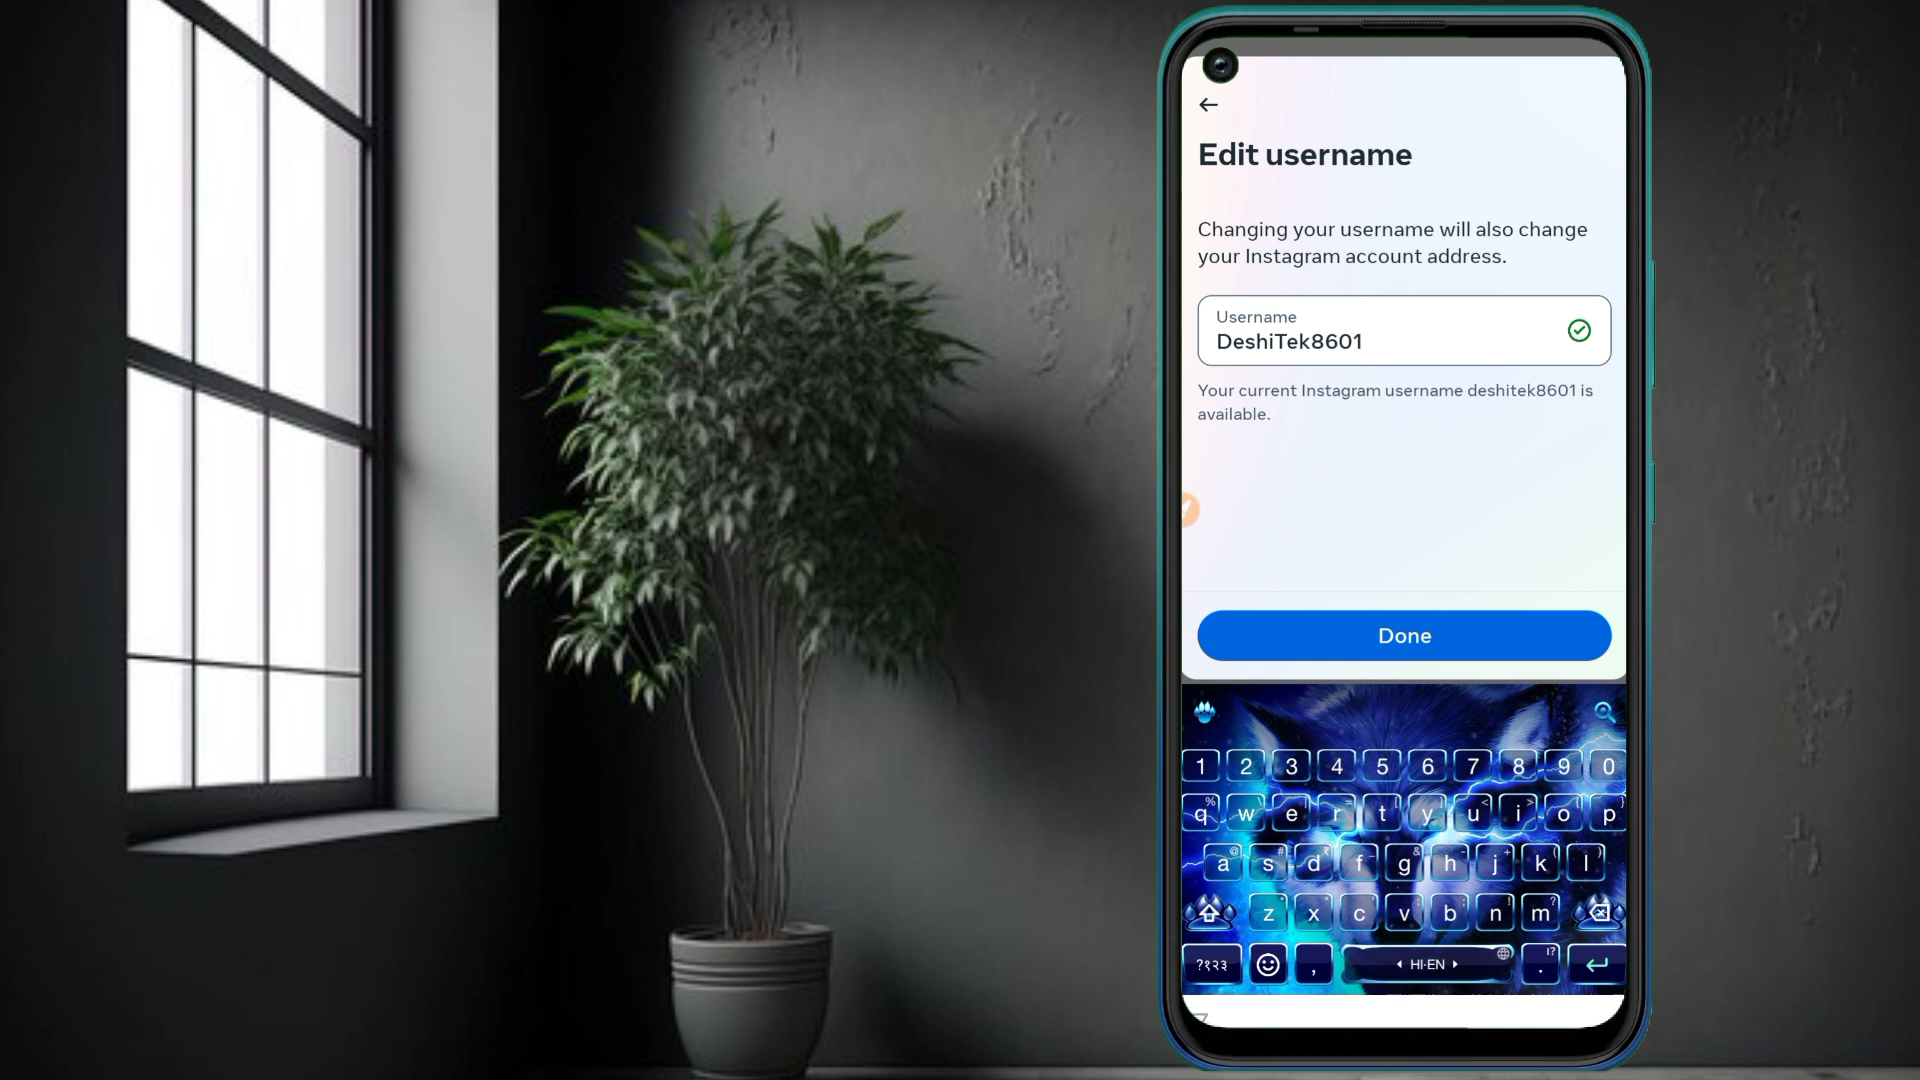 Edit username
Changing your username will also change
your Instagram account address.
Username
DeshiTek8601
Your current Instagram username deshitek8601 is
available.
Done
1 2 3 4 5 6 7 8 9 0
q w e r t y u i o p
a s d f g h j k l
z x c v b n m
?१२३ , HI-EN .